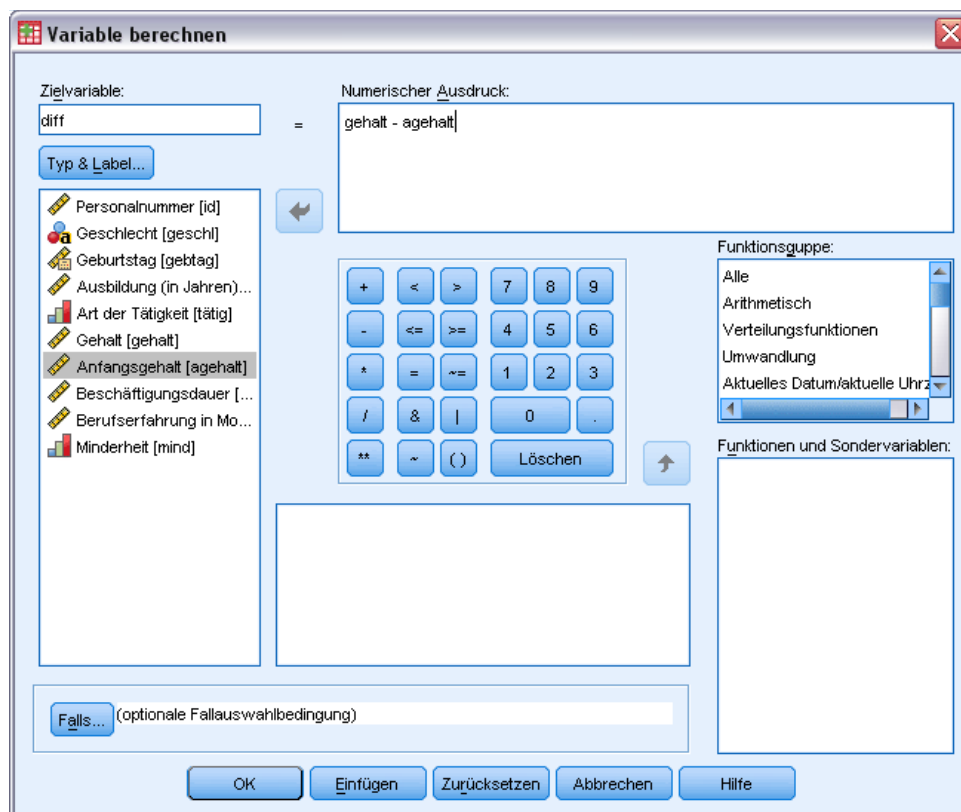 Variable berechnen
Zielvariable:
diff
=
Numerischer Ausdruck:
gehalt - agehalt
Typ & Label...
Personalnummer [id]
Geschlecht [geschl]
Geburtstag [gebtag]
Ausbildung (in Jahren)...
Art der Tätigkeit [tätig]
Gehalt [gehalt]
Anfangsgehalt [agehalt]
Beschäftigungsdauer [...
Berufserfahrung in Mo...
Minderheit [mind]
+ < > 7 8 9
- <= >= 4 5 6
* = ~= 1 2 3
/ & | 0 .
** ~ ( ) Löschen
Funktionsgruppe:
Alle
Arithmetisch
Verteilungsfunktionen
Umwandlung
Aktuelles Datum/aktuelle Uhrz
Funktionen und Sondervariablen:
Falls... (optionale Fallauswahlbedingung)
OK Einfügen Zurücksetzen Abbrechen Hilfe